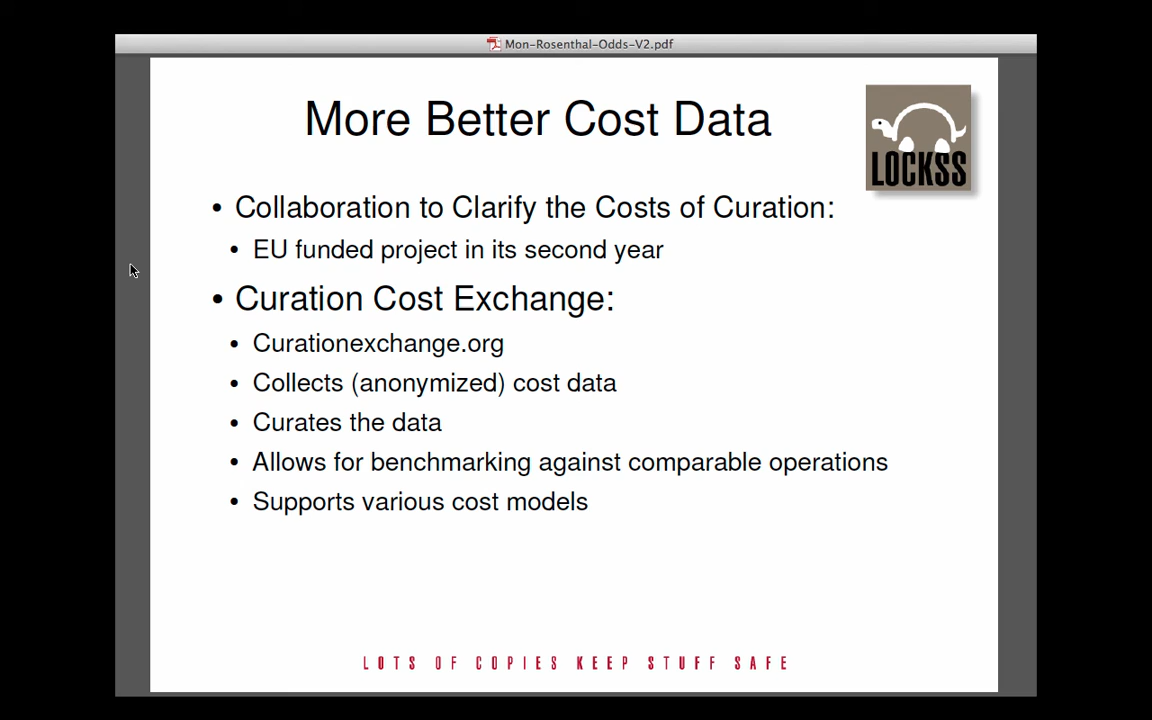 Mon-Rosenthal-Odds-V2.pdf
More Better Cost Data
LOCKSS
• Collaboration to Clarify the Costs of Curation:
• EU funded project in its second year
• Curation Cost Exchange:
• Curationexchange.org
• Collects (anonymized) cost data
• Curates the data
• Allows for benchmarking against comparable operations
• Supports various cost models
LOTS OF COPIES KEEP STUFF SAFE